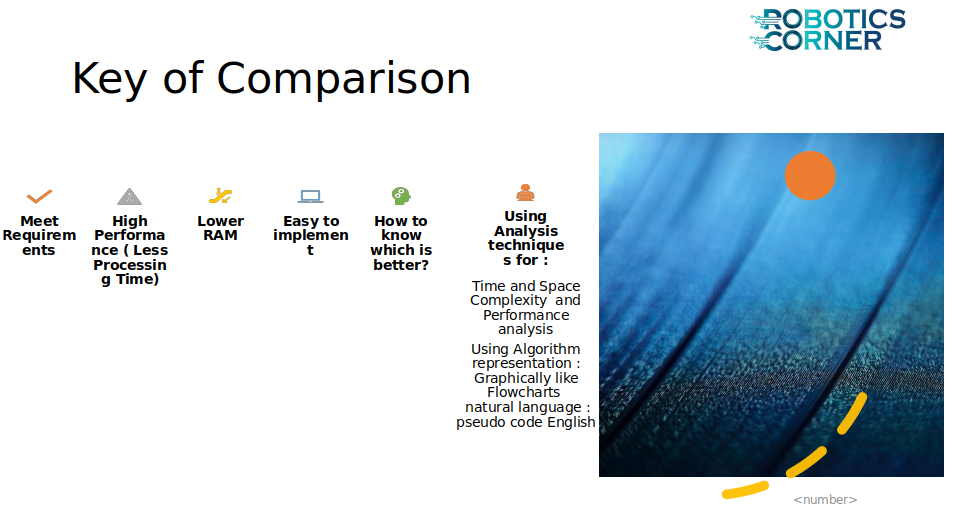 ROBOTICS
CORNER
Key of Comparison
Meet
Requirem
ents
High
Performa
nce ( Less
Processin
g Time)
Lower
RAM
Easy to
implemen
t
How to
know
which is
better?
Using
Analysis
technique
s for :
Time and Space
Complexity and
Performance
analysis
Using Algorithm
representation :
Graphically like
Flowcharts
natural language :
pseudo code English
<number>